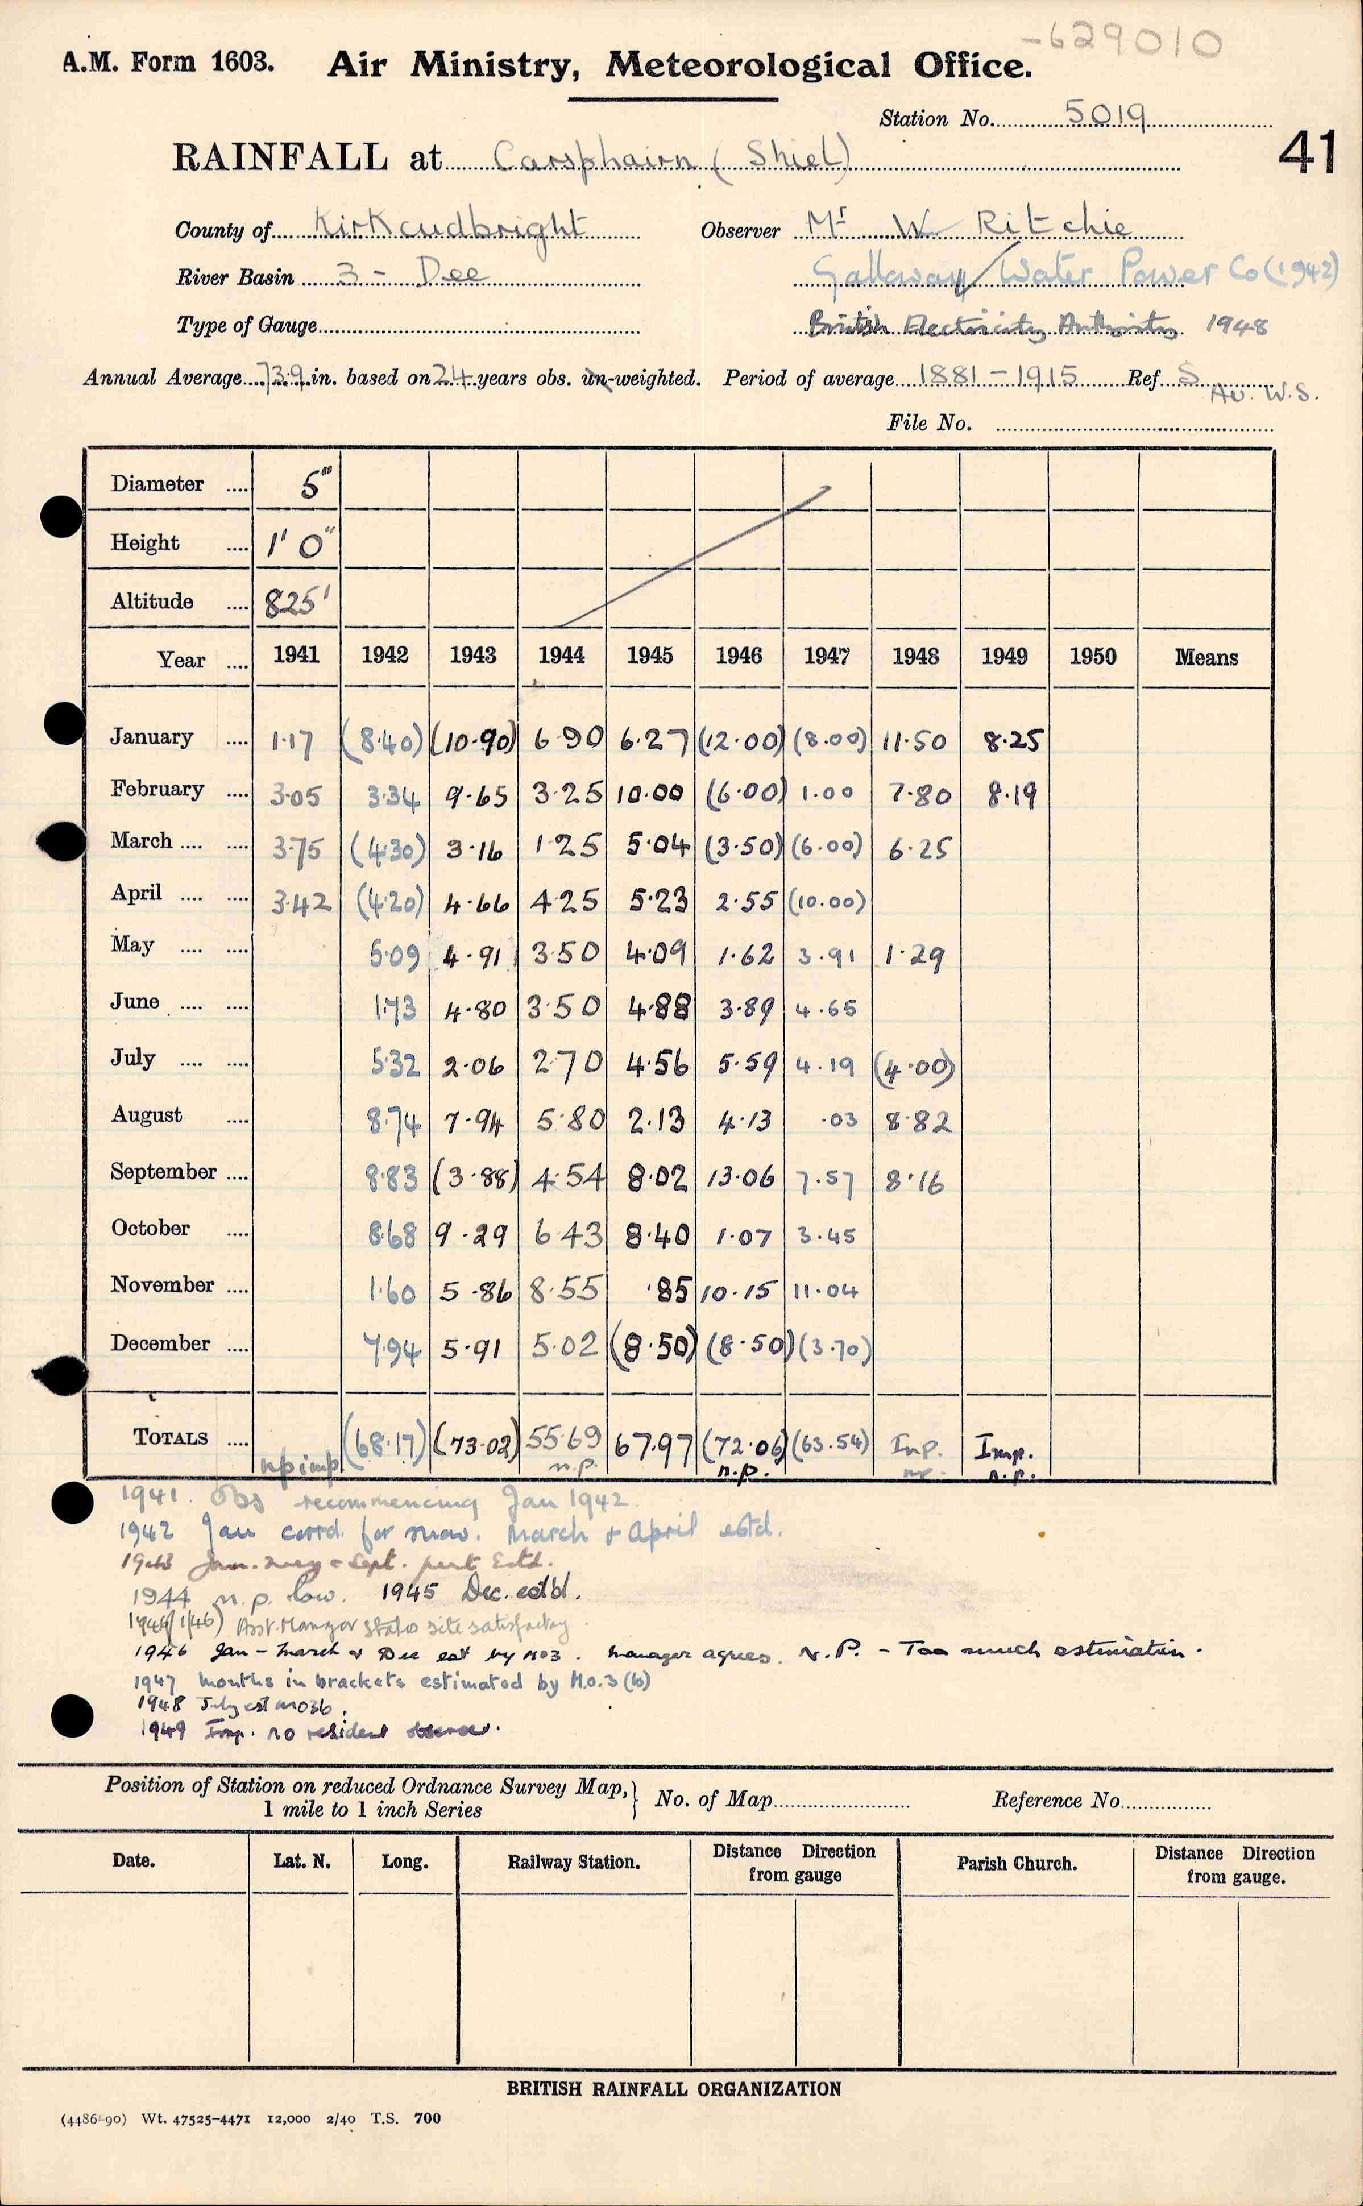 -629010
A.M. Form 1603. Air Ministry, Meteorological Office.
Station No. 5019
41
RAINFALL at Carsphairn (Shiel)
County of Kirkcudbright Observer Mr W Ritchie
River Basin 3 - Dee Galloway Water Power Co (1942)
Type of Gauge British Electricity Authority 1948
Annual Average 73.9 in. based on 24 years obs. un-weighted. Period of average 1881-1915 Ref S
Av. W.S.
File No.
Diameter .... 5"
Height .... 1' 0"
Altitude .... 825'
Year .... 1941 1942 1943 1944 1945 1946 1947 1948 1949 1950 Means
January .... 1.17 (8.40) (10.90) 6.90 6.27 (12.00) (8.00) 11.50 8.25
February .... 3.05 3.34 9.65 3.25 10.00 (6.00) 1.00 7.80 8.19
March .... .... 3.75 (4.30) 3.16 1.25 5.04 (3.50) (6.00) 6.25
April .... .... 3.42 (4.20) 4.66 4.25 5.23 2.55 (10.00)
May .... .... 5.09 4.91 3.50 4.09 1.62 3.91 1.29
June .... .... 1.73 4.80 3.50 4.88 3.89 4.65
July .... .... 5.32 2.06 2.70 4.56 5.59 4.19 (4.00)
August .... 8.74 7.94 5.80 2.13 4.13 .03 8.82
September .... 8.83 (3.88) 4.54 8.02 13.06 7.57 8.16
October .... 8.68 9.29 6.43 8.40 1.07 3.45
November .... 1.60 5.86 8.55 .85 10.15 11.04
December .... 7.94 5.91 5.02 (8.50) (8.50) (3.70)
TOTALS .... (68.17) (73.02) 55.69 67.97 (72.06) (63.54) Inp. Imp.
np imp n.p. n.p. n.p. n.p.
1941. Obs recommencing Jan 1942
1942 Jan corrd. for snow. March & April estd.
1943 Jan. & Sept. part Estd.
1944 n.p. low. 1945 Dec. estd.
1946 (1/46) Asst. Manager states site satisfactory
1946 Jan - March & Dec est by MO3. Manager agrees. N.P. - Too much estimation.
1947 months in brackets estimated by M.O.3 (b)
1948 July est MO3b.
1949 Imp. no resident observer.
Position of Station on reduced Ordnance Survey Map, } No. of Map Reference No.
1 mile to 1 inch Series
Date. Lat. N. Long. Railway Station. Distance Direction from gauge Parish Church. Distance Direction from gauge.
BRITISH RAINFALL ORGANIZATION
(4486-90) Wt. 47525-4471 12,000 2/40 T.S. 700